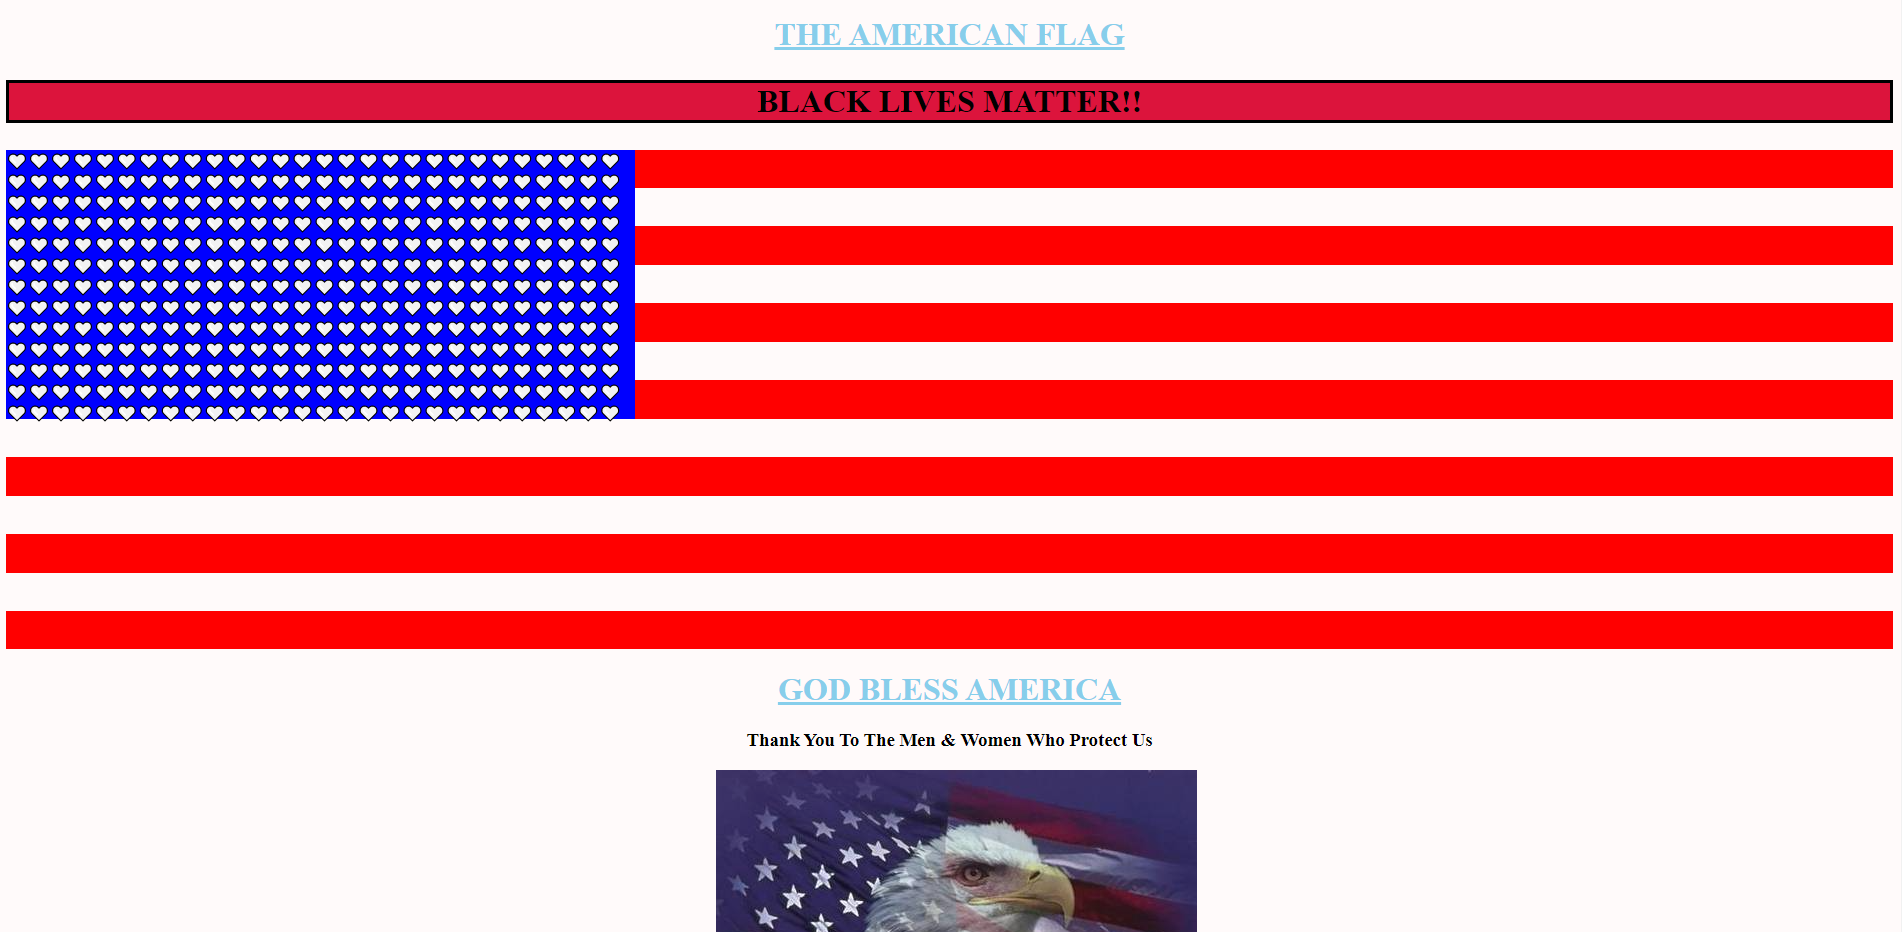 THE AMERICAN FLAG
BLACK LIVES MATTER!!
GOD BLESS AMERICA
Thank You To The Men & Women Who Protect Us